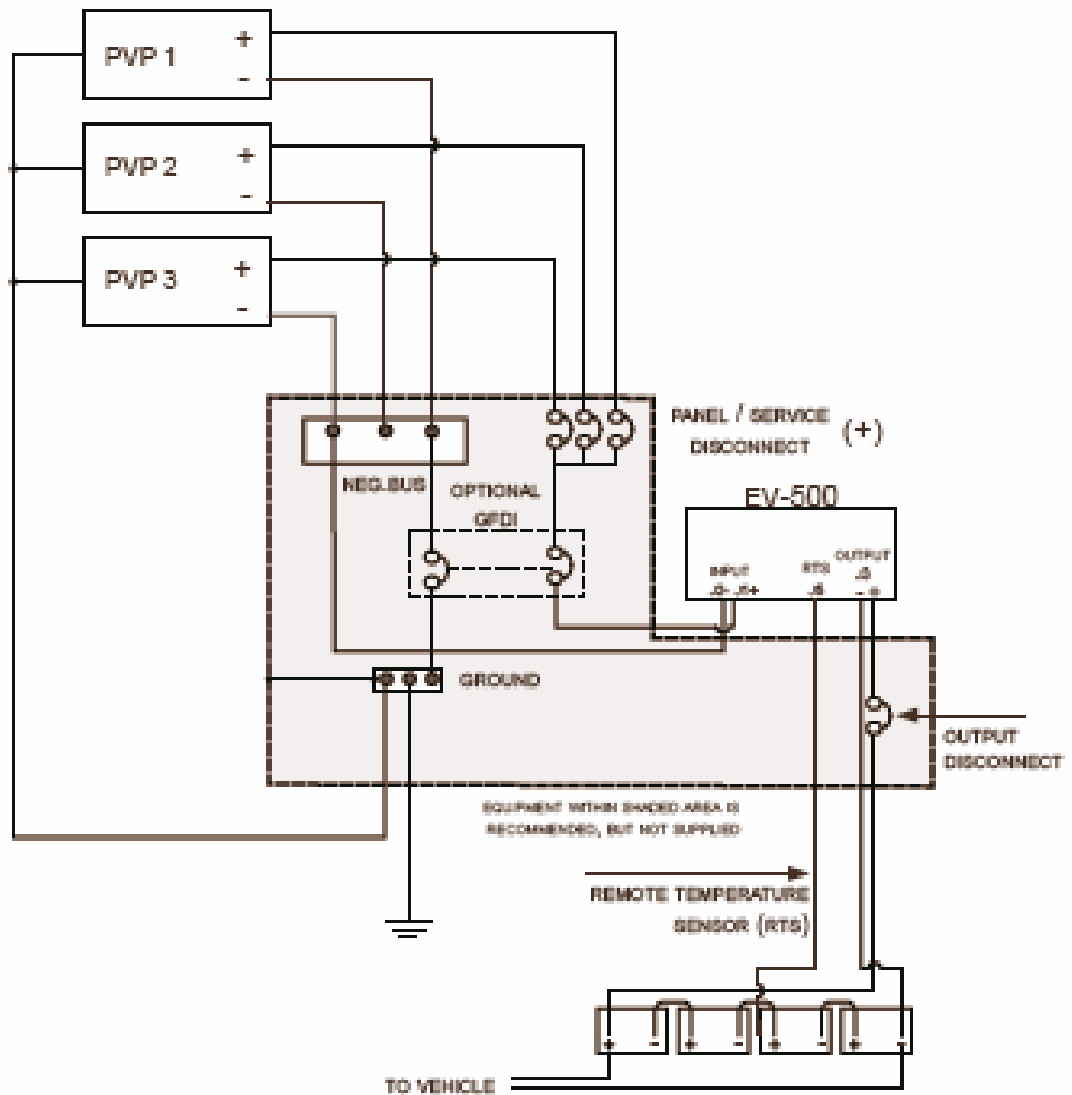 PVP 1
+
-
PVP 2
+
-
PVP 3
+
-
PANEL / SERVICE
DISCONNECT
(+)
NEG.BUS
OPTIONAL
GFDI
EV-500
INPUT
RTS
OUTPUT
- +
GROUND
OUTPUT
DISCONNECT
EQUIPMENT WITHIN SHADED AREA IS
RECOMMENDED, BUT NOT SUPPLIED
REMOTE TEMPERATURE
SENSOR (RTS)
+ - + - + - + -
TO VEHICLE